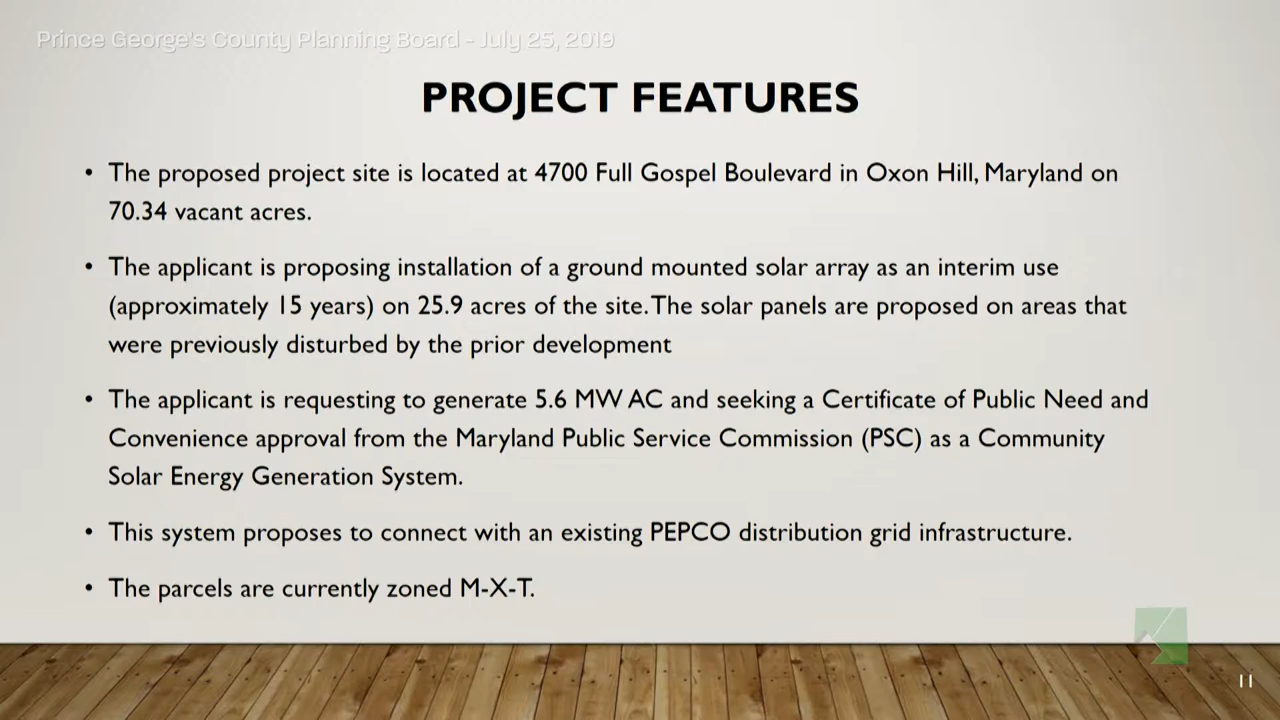 Prince George's County Planning Board - July 25, 2019
PROJECT FEATURES
• The proposed project site is located at 4700 Full Gospel Boulevard in Oxon Hill, Maryland on
70.34 vacant acres.
• The applicant is proposing installation of a ground mounted solar array as an interim use
(approximately 15 years) on 25.9 acres of the site. The solar panels are proposed on areas that
were previously disturbed by the prior development
• The applicant is requesting to generate 5.6 MW AC and seeking a Certificate of Public Need and
Convenience approval from the Maryland Public Service Commission (PSC) as a Community
Solar Energy Generation System.
• This system proposes to connect with an existing PEPCO distribution grid infrastructure.
• The parcels are currently zoned M-X-T.
11